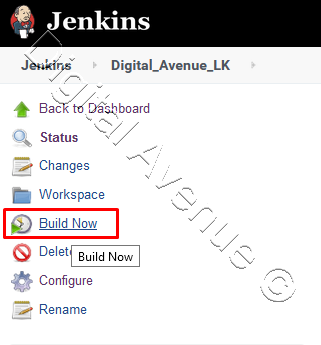 Jenkins
Jenkins Digital_Avenue_LK
Back to Dashboard
Status
Changes
Workspace
Build Now
Delete
Build Now
Configure
Rename
Digital Avenue ©